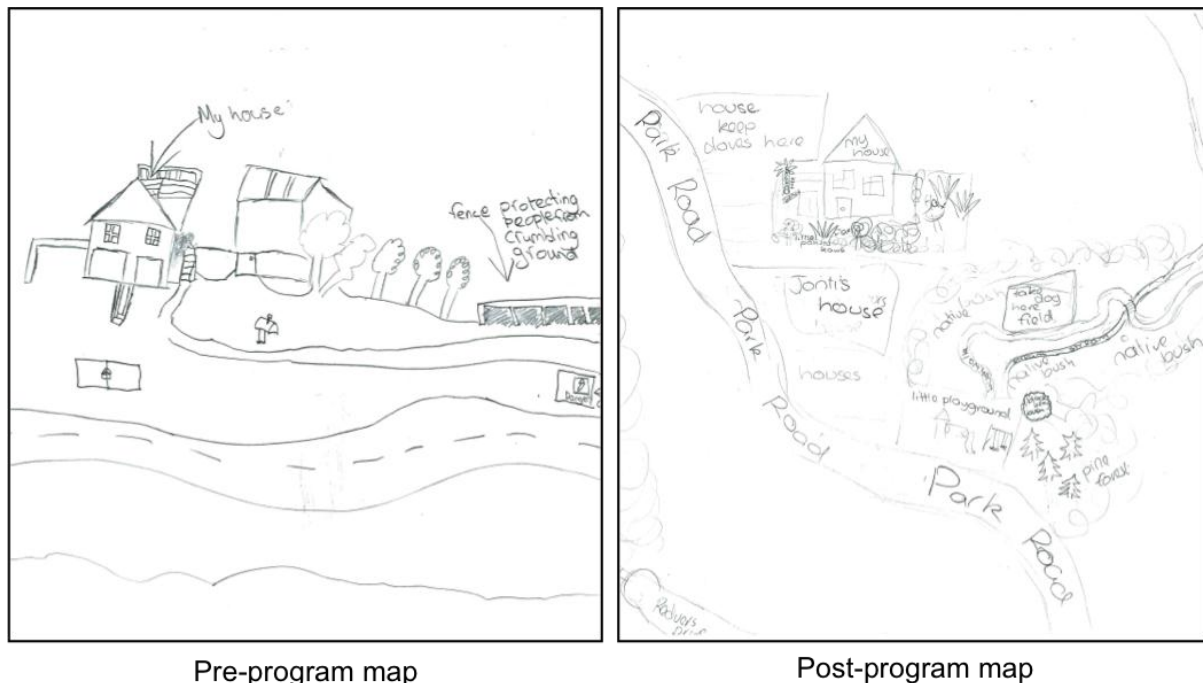 My house
fence protecting
people from
crumbling
ground
Danger
Pre-program map
house
keep
doves here
my
house
Park Road
Park
Road
Park
Road
Jonti's
house
houses
native bush
take dog
here
field
native bush
native
bush
little playground
pine
forest
Post-program map